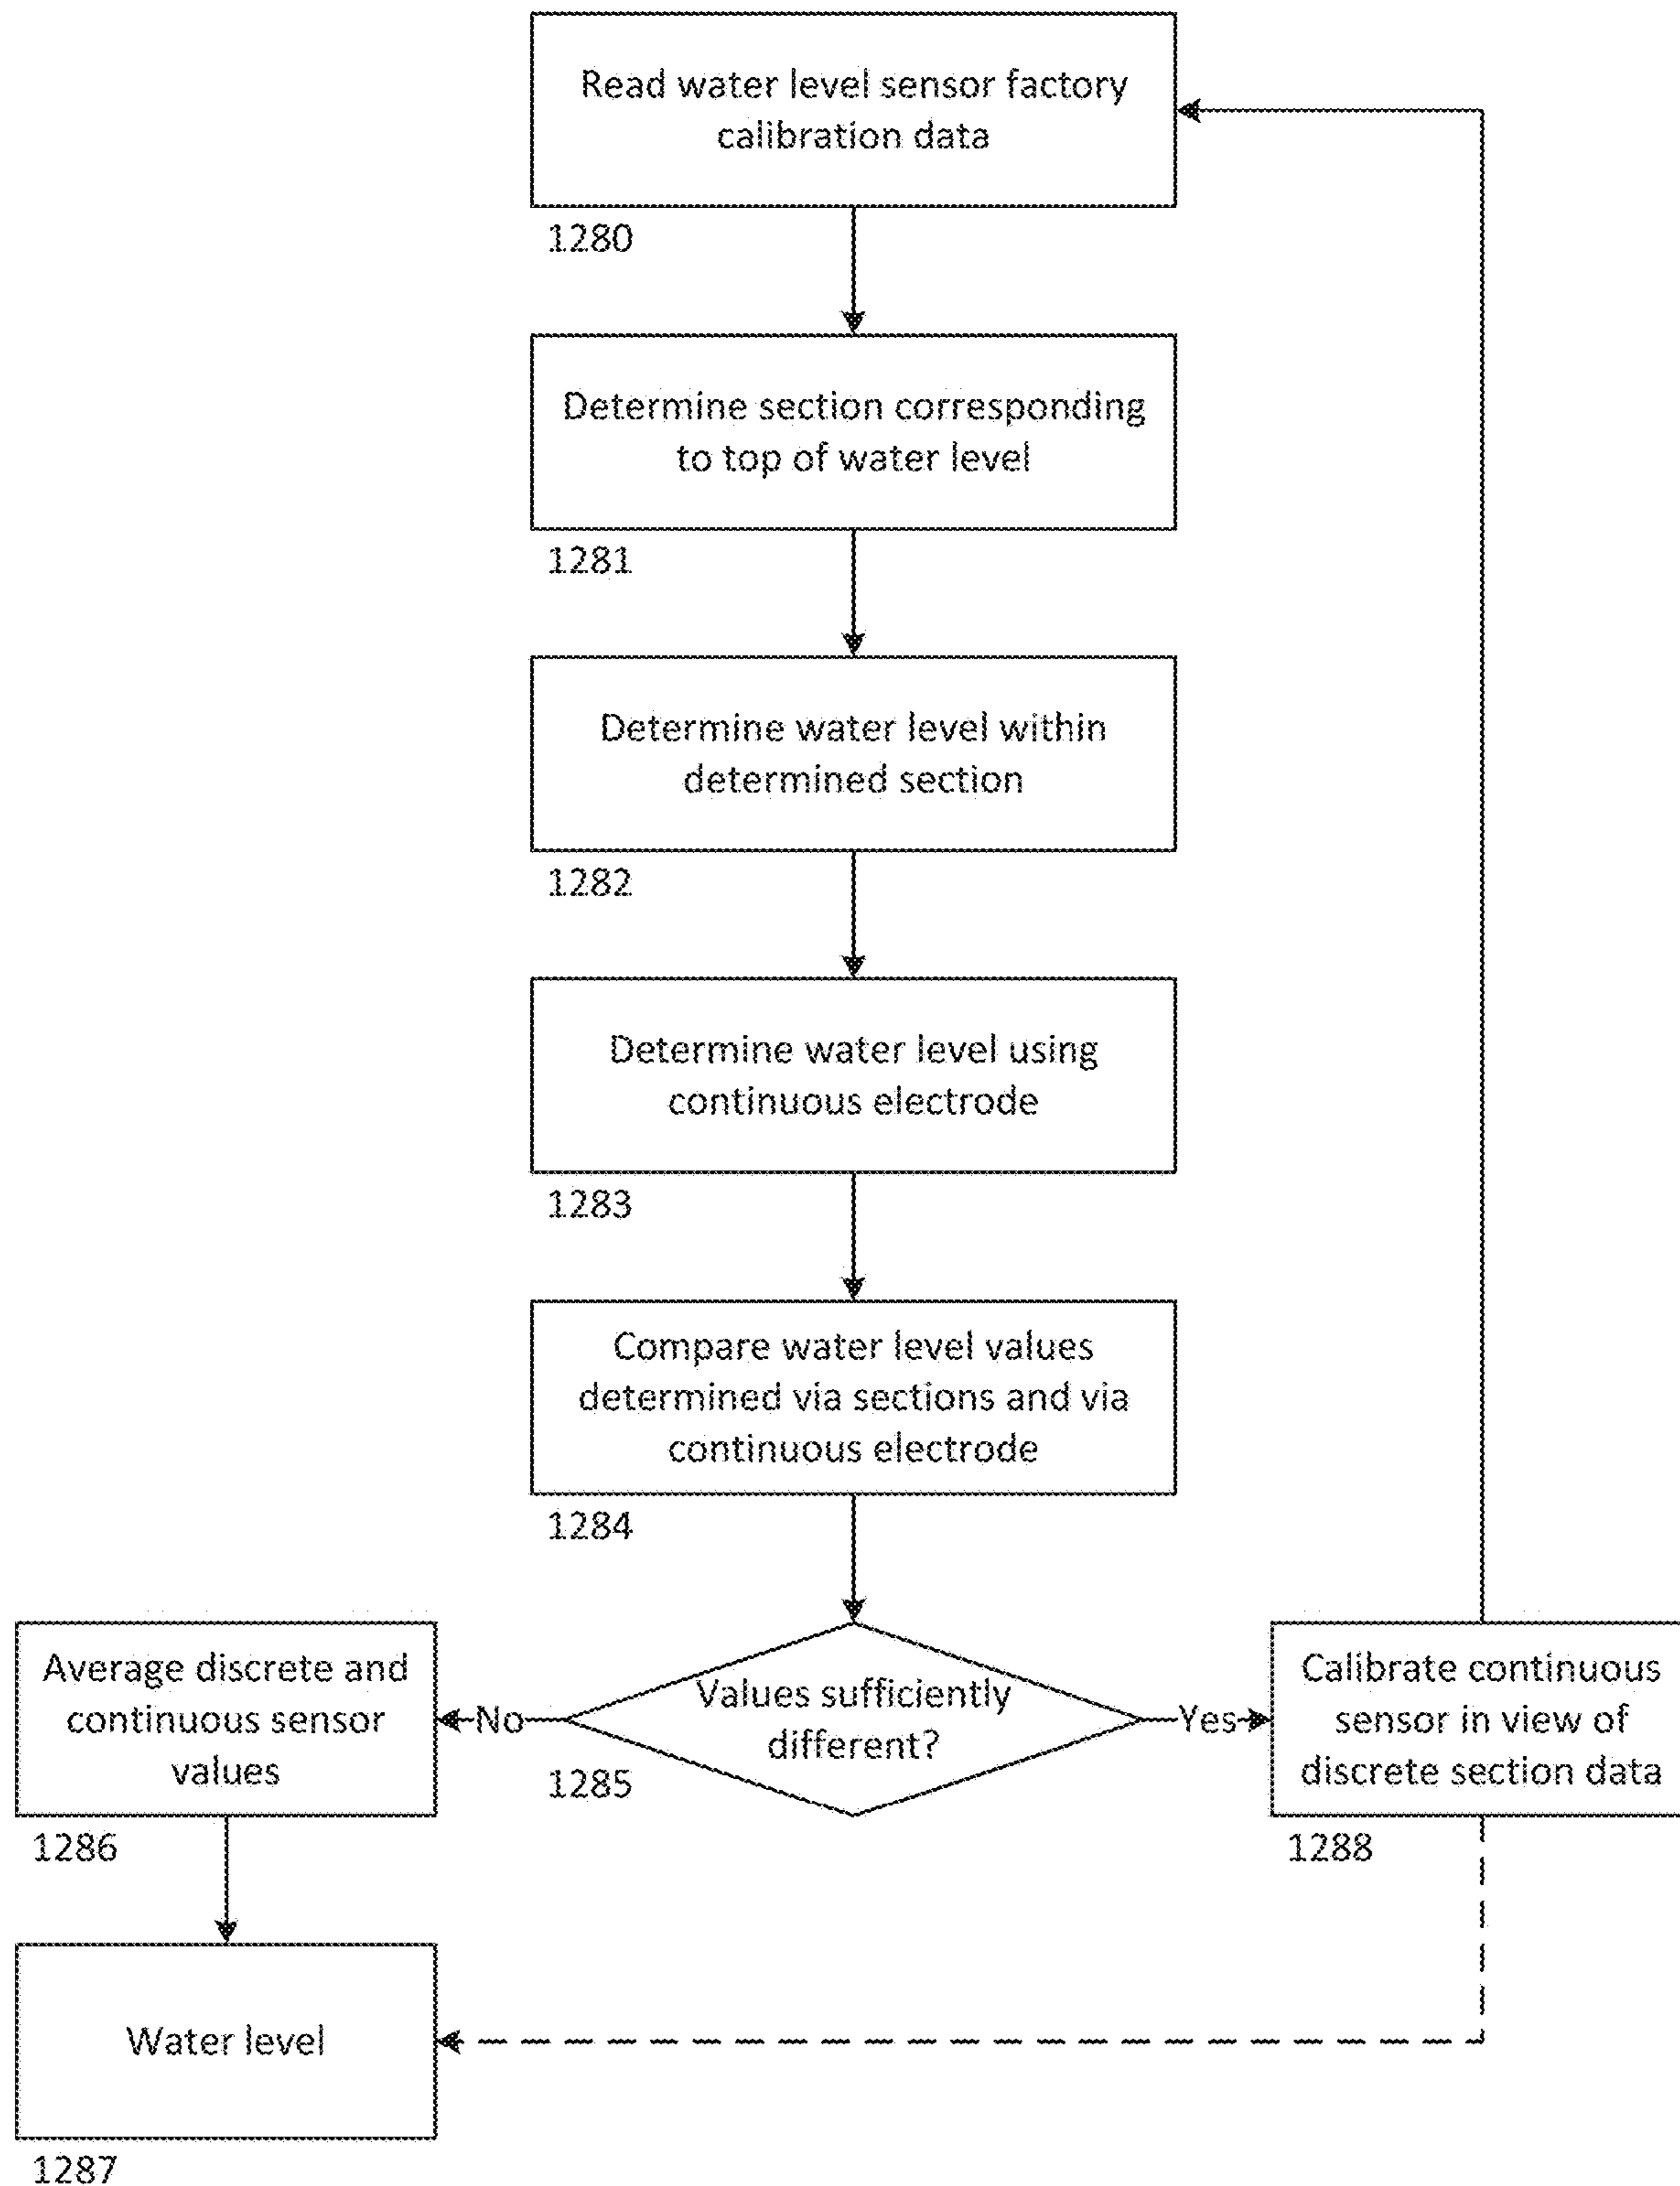 Read water level sensor factory
calibration data
1280
Determine section corresponding
to top of water level
1281
Determine water level within
determined section
1282
Determine water level using
continuous electrode
1283
Compare water level values
determined via sections and via
continuous electrode
1284
Average discrete and
continuous sensor
values
1286
No
Values sufficiently
different?
1285
Yes
Calibrate continuous
sensor in view of
discrete section data
1288
Water level
1287